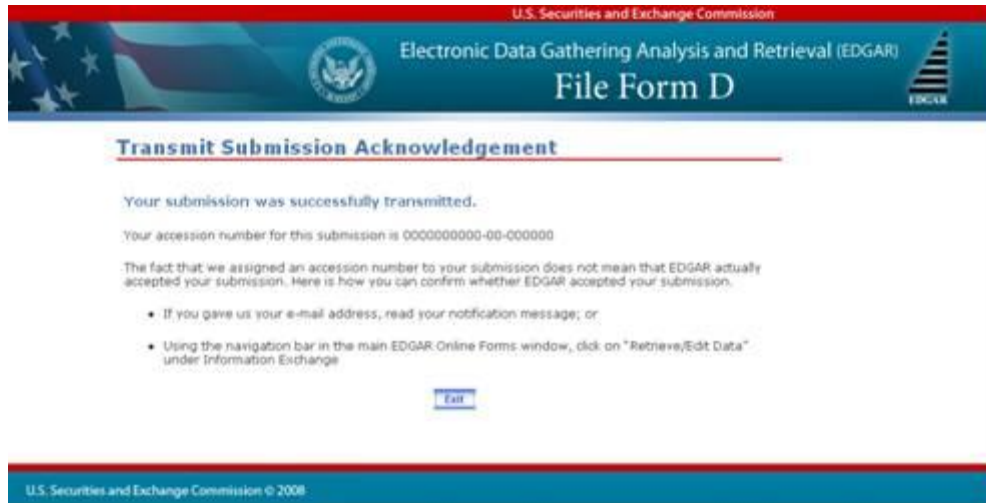 U.S. Securities and Exchange Commission
Electronic Data Gathering Analysis and Retrieval (EDGAR)
File Form D
EDGAR
Transmit Submission Acknowledgement
Your submission was successfully transmitted.
Your accession number for this submission is 0000000000-00-000000
The fact that we assigned an accession number to your submission does not mean that EDGAR actually
accepted your submission. Here is how you can confirm whether EDGAR accepted your submission.
• If you gave us your e-mail address, read your notification message; or
• Using the navigation bar in the main EDGAR Online Forms window, click on "Retrieve/Edit Data"
under Information Exchange
Exit
U.S. Securities and Exchange Commission © 2008